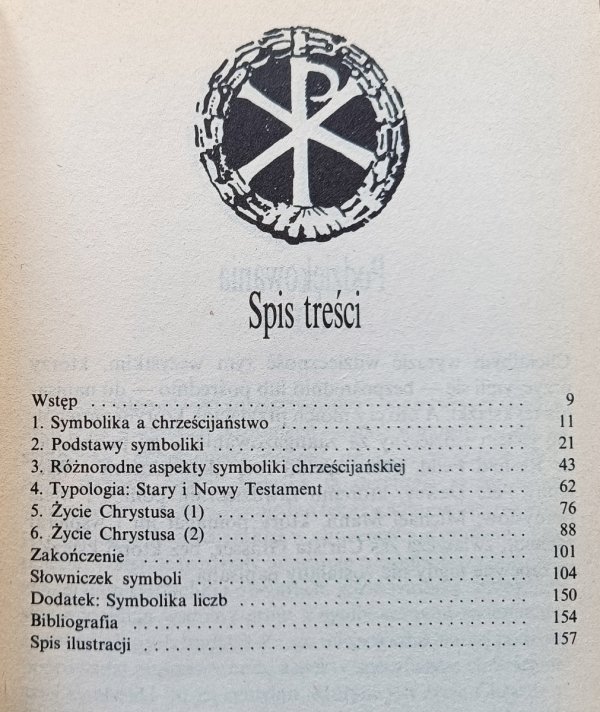 Spis treści
Wstęp 9
1. Symbolika a chrześcijaństwo 11
2. Podstawy symboliki 21
3. Różnorodne aspekty symboliki chrześcijańskiej 43
4. Typologia: Stary i Nowy Testament 62
5. Życie Chrystusa (1) 76
6. Życie Chrystusa (2) 88
Zakończenie 101
Słowniczek symboli 104
Dodatek: Symbolika liczb 150
Bibliografia 154
Spis ilustracji 157